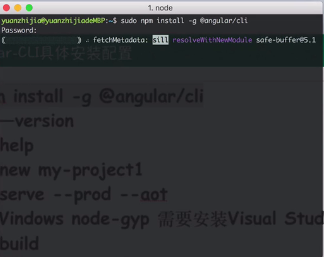 1. node
yuanzhijia@yuanzhijiadeMBP:~$ sudo npm install -g @angular/cli
Password:
( ) ⠴ fetchMetadata: sill resolveWithNewModule safe-buffer@5.1
ar-CLI具体安装配置
n install -g @angular/cli
—version
help
new my-project1
serve --prod --aot
Windows node-gyp 需要安装Visual Stud
build